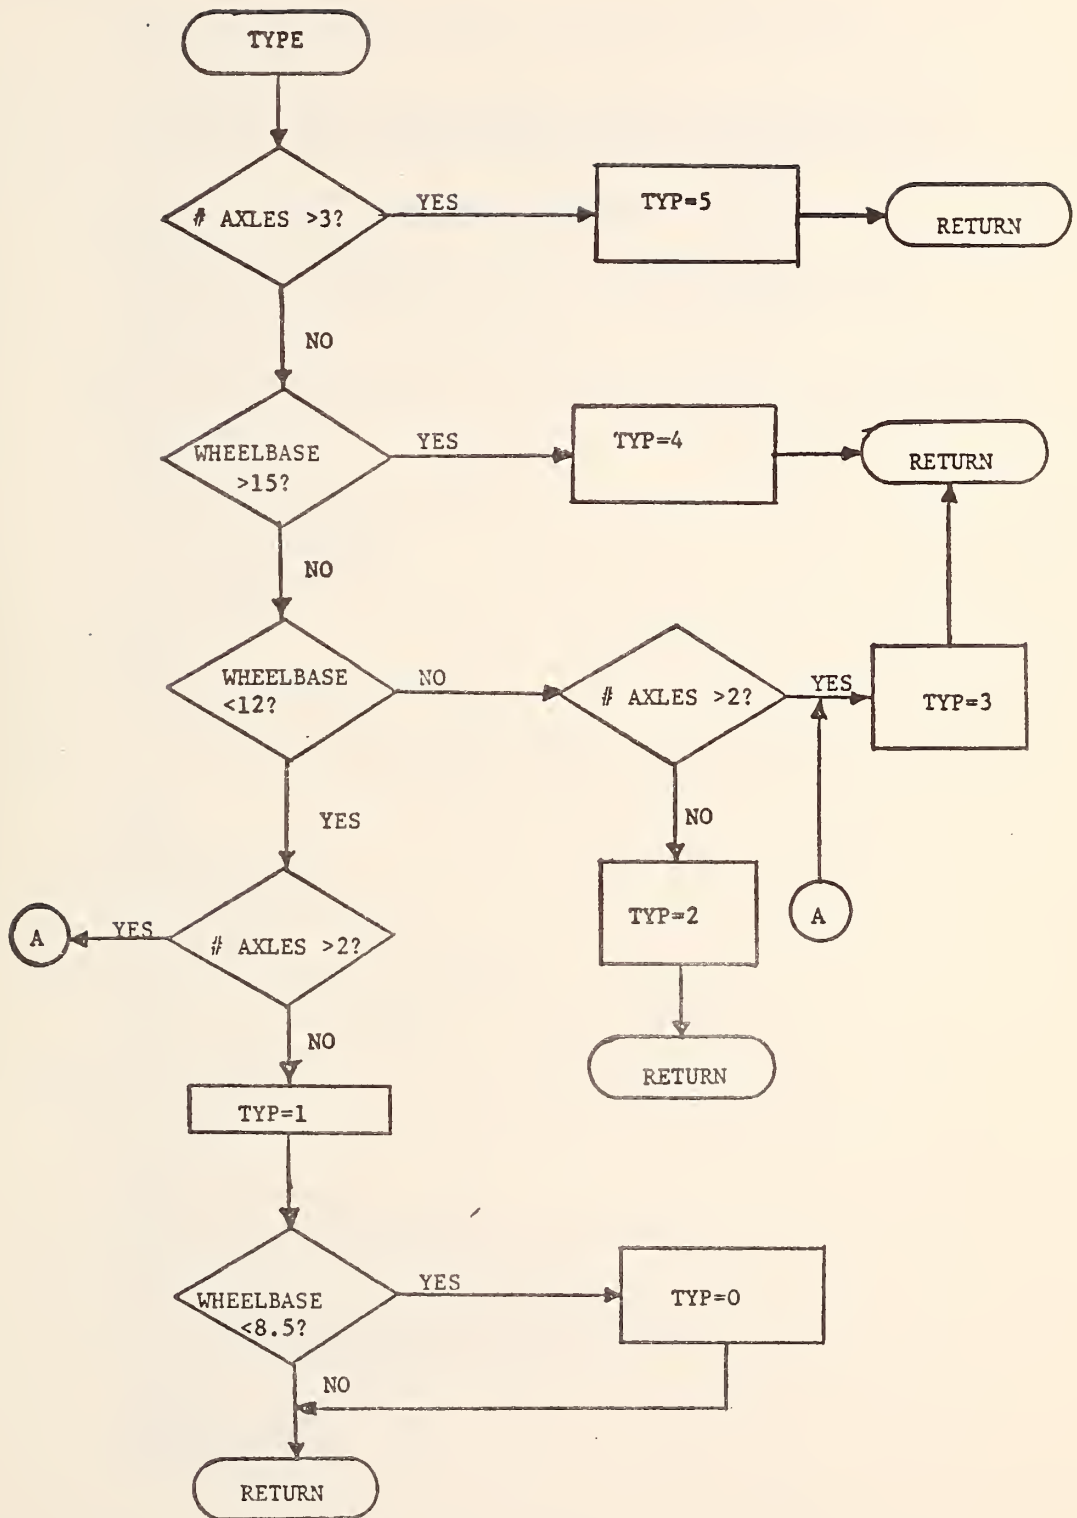 TYPE
# AXLES >3?
YES
TYP=5
RETURN
NO
WHEELBASE
>15?
YES
TYP=4
RETURN
NO
WHEELBASE
<12?
NO
# AXLES >2?
YES
TYP=3
YES
NO
TYP=2
A
A
YES
# AXLES >2?
RETURN
NO
TYP=1
WHEELBASE
<8.5?
YES
TYP=0
NO
RETURN